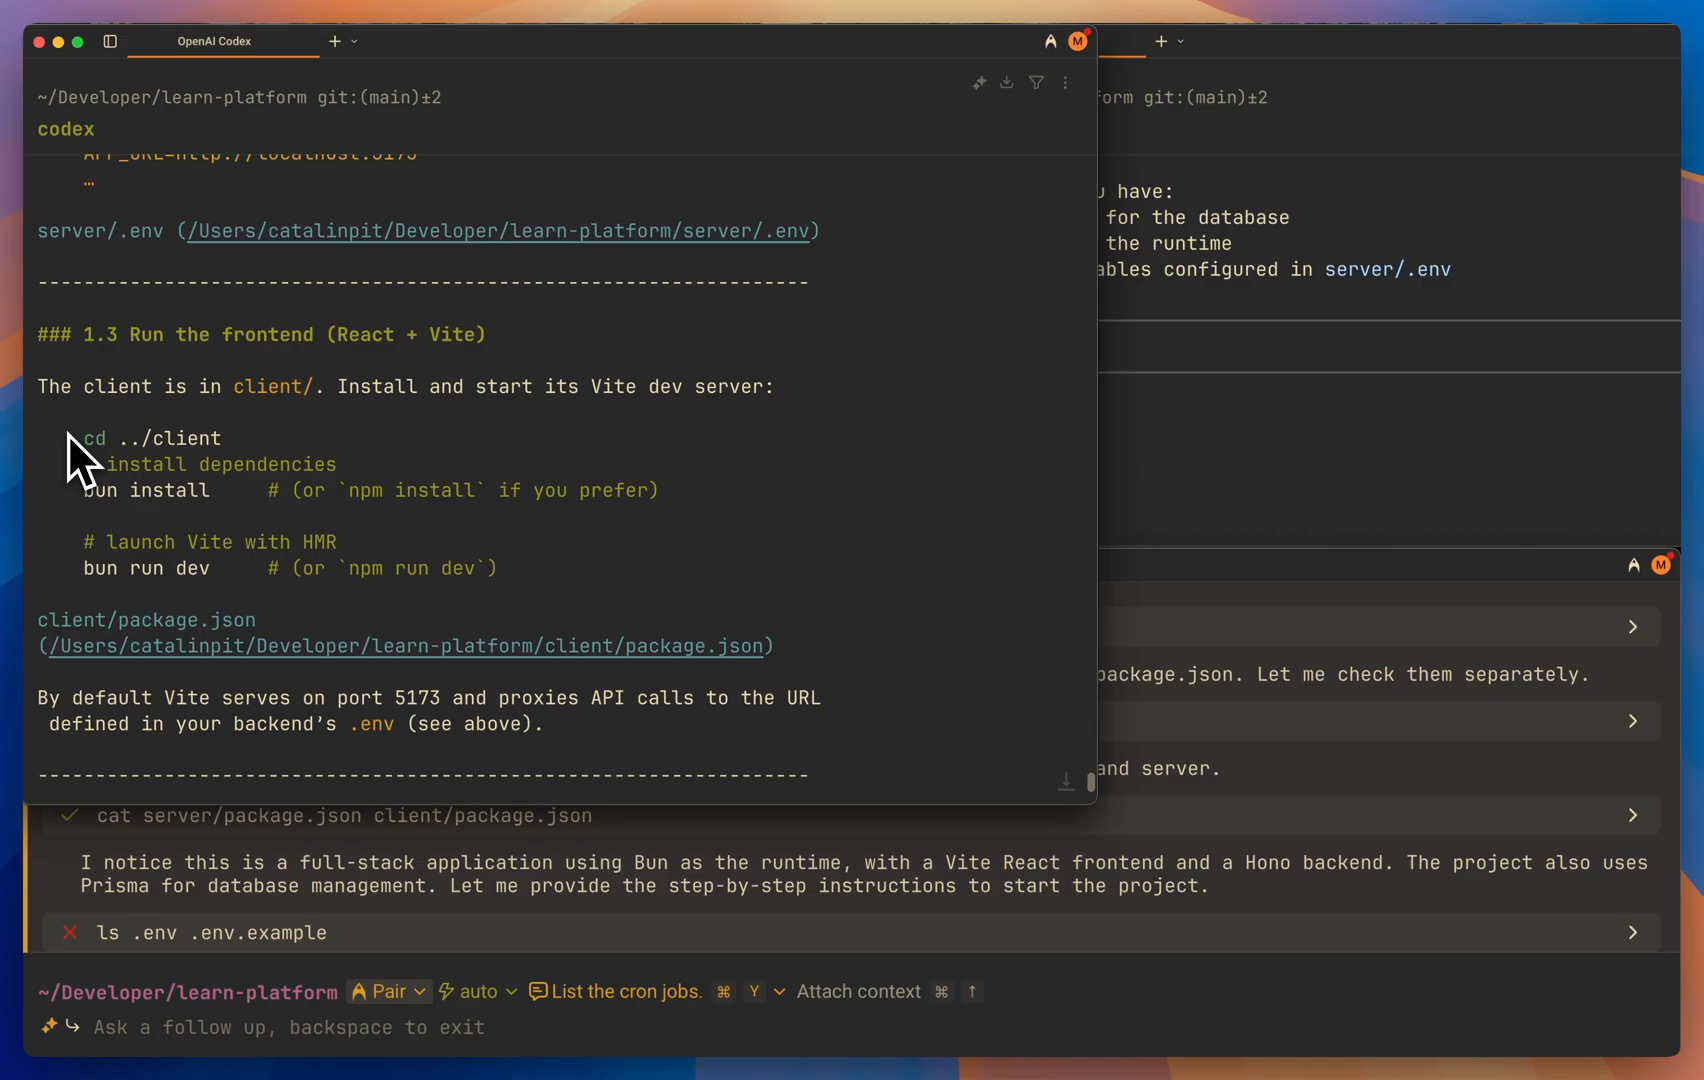 OpenAI Codex
M
~/Developer/learn-platform git:(main)±2
codex
APP_URL=http://localhost:5173
…
server/.env (/Users/catalinpit/Developer/learn-platform/server/.env)
----------------------------------------------------------------
### 1.3 Run the frontend (React + Vite)
The client is in client/. Install and start its Vite dev server:
cd ../client
install dependencies
bun install # (or `npm install` if you prefer)
# launch Vite with HMR
bun run dev # (or `npm run dev`)
client/package.json
(/Users/catalinpit/Developer/learn-platform/client/package.json)
By default Vite serves on port 5173 and proxies API calls to the URL
defined in your backend’s .env (see above).
----------------------------------------------------------------
orm git:(main)±2
have:
for the database
the runtime
ables configured in server/.env
M
package.json. Let me check them separately.
and server.
cat server/package.json client/package.json
I notice this is a full-stack application using Bun as the runtime, with a Vite React frontend and a Hono backend. The project also uses
Prisma for database management. Let me provide the step-by-step instructions to start the project.
ls .env .env.example
~/Developer/learn-platform Pair auto List the cron jobs. ⌘ Y Attach context ⌘ ↑
Ask a follow up, backspace to exit